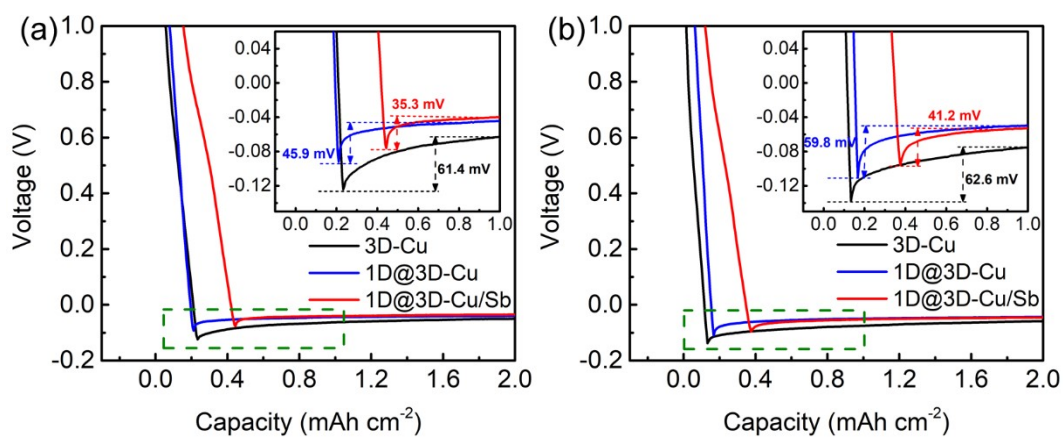 (a)
Voltage (V)
1.0
0.8
0.6
0.4
0.2
0.0
-0.2
0.04
0.00
-0.04
-0.08
-0.12
35.3 mV
45.9 mV
61.4 mV
0.0 0.2 0.4 0.6 0.8 1.0
3D-Cu
1D@3D-Cu
1D@3D-Cu/Sb
0.0 0.4 0.8 1.2 1.6 2.0
Capacity (mAh cm-2)
(b)
Voltage (V)
1.0
0.8
0.6
0.4
0.2
0.0
-0.2
0.04
0.00
-0.04
-0.08
-0.12
41.2 mV
59.8 mV
62.6 mV
0.0 0.2 0.4 0.6 0.8 1.0
3D-Cu
1D@3D-Cu
1D@3D-Cu/Sb
0.0 0.4 0.8 1.2 1.6 2.0
Capacity (mAh cm-2)